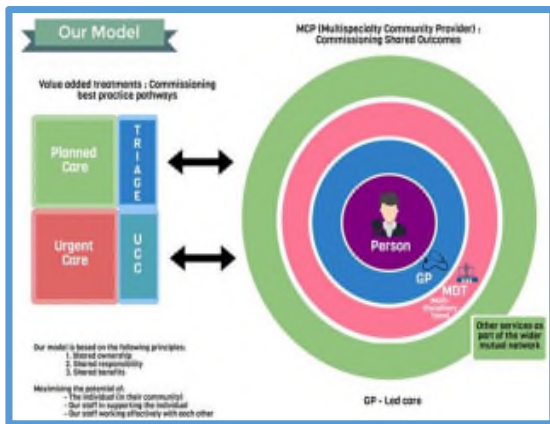 Our Model
MCP (Multispecialty Community Provider) :
Commissioning Shared Outcomes
Value added treatments : Commissioning
best practice pathways
Planned
Care
TRIAGE
Urgent
Care
UCC
Person
GP
MDT
Other services as
part of the wider
mutual network
Our model is based on the following principles:
1. Shared ownership
2. Shared responsibility
3. Shared benefits
Maximising the potential of:
- The individual (in their community)
- Our staff in supporting the individual
- Our staff working effectively with each other
GP - Led care